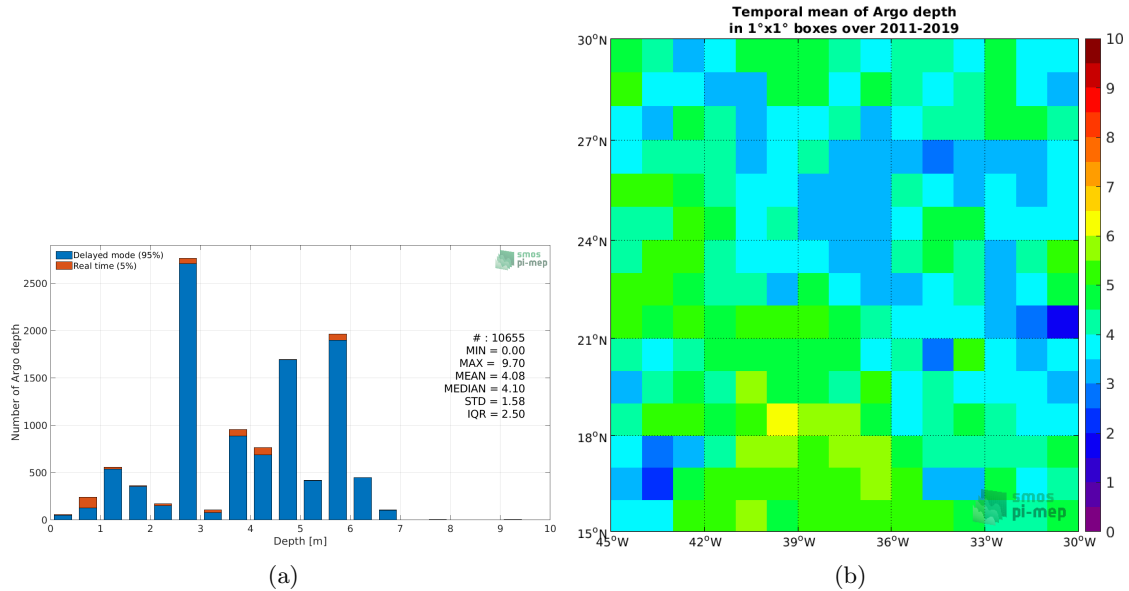 Delayed mode (95%)
Real time (5%)
smos
pi-mep
# : 10655
MIN = 0.00
MAX = 9.70
MEAN = 4.08
MEDIAN = 4.10
STD = 1.58
IQR = 2.50
Number of Argo depth
2500
2000
1500
1000
500
0
0 1 2 3 4 5 6 7 8 9 10
Depth [m]
(a)
Temporal mean of Argo depth
in 1°x1° boxes over 2011-2019
30°N
27°N
24°N
21°N
18°N
15°N
45°W 42°W 39°W 36°W 33°W 30°W
smos
pi-mep
10
9
8
7
6
5
4
3
2
1
0
(b)